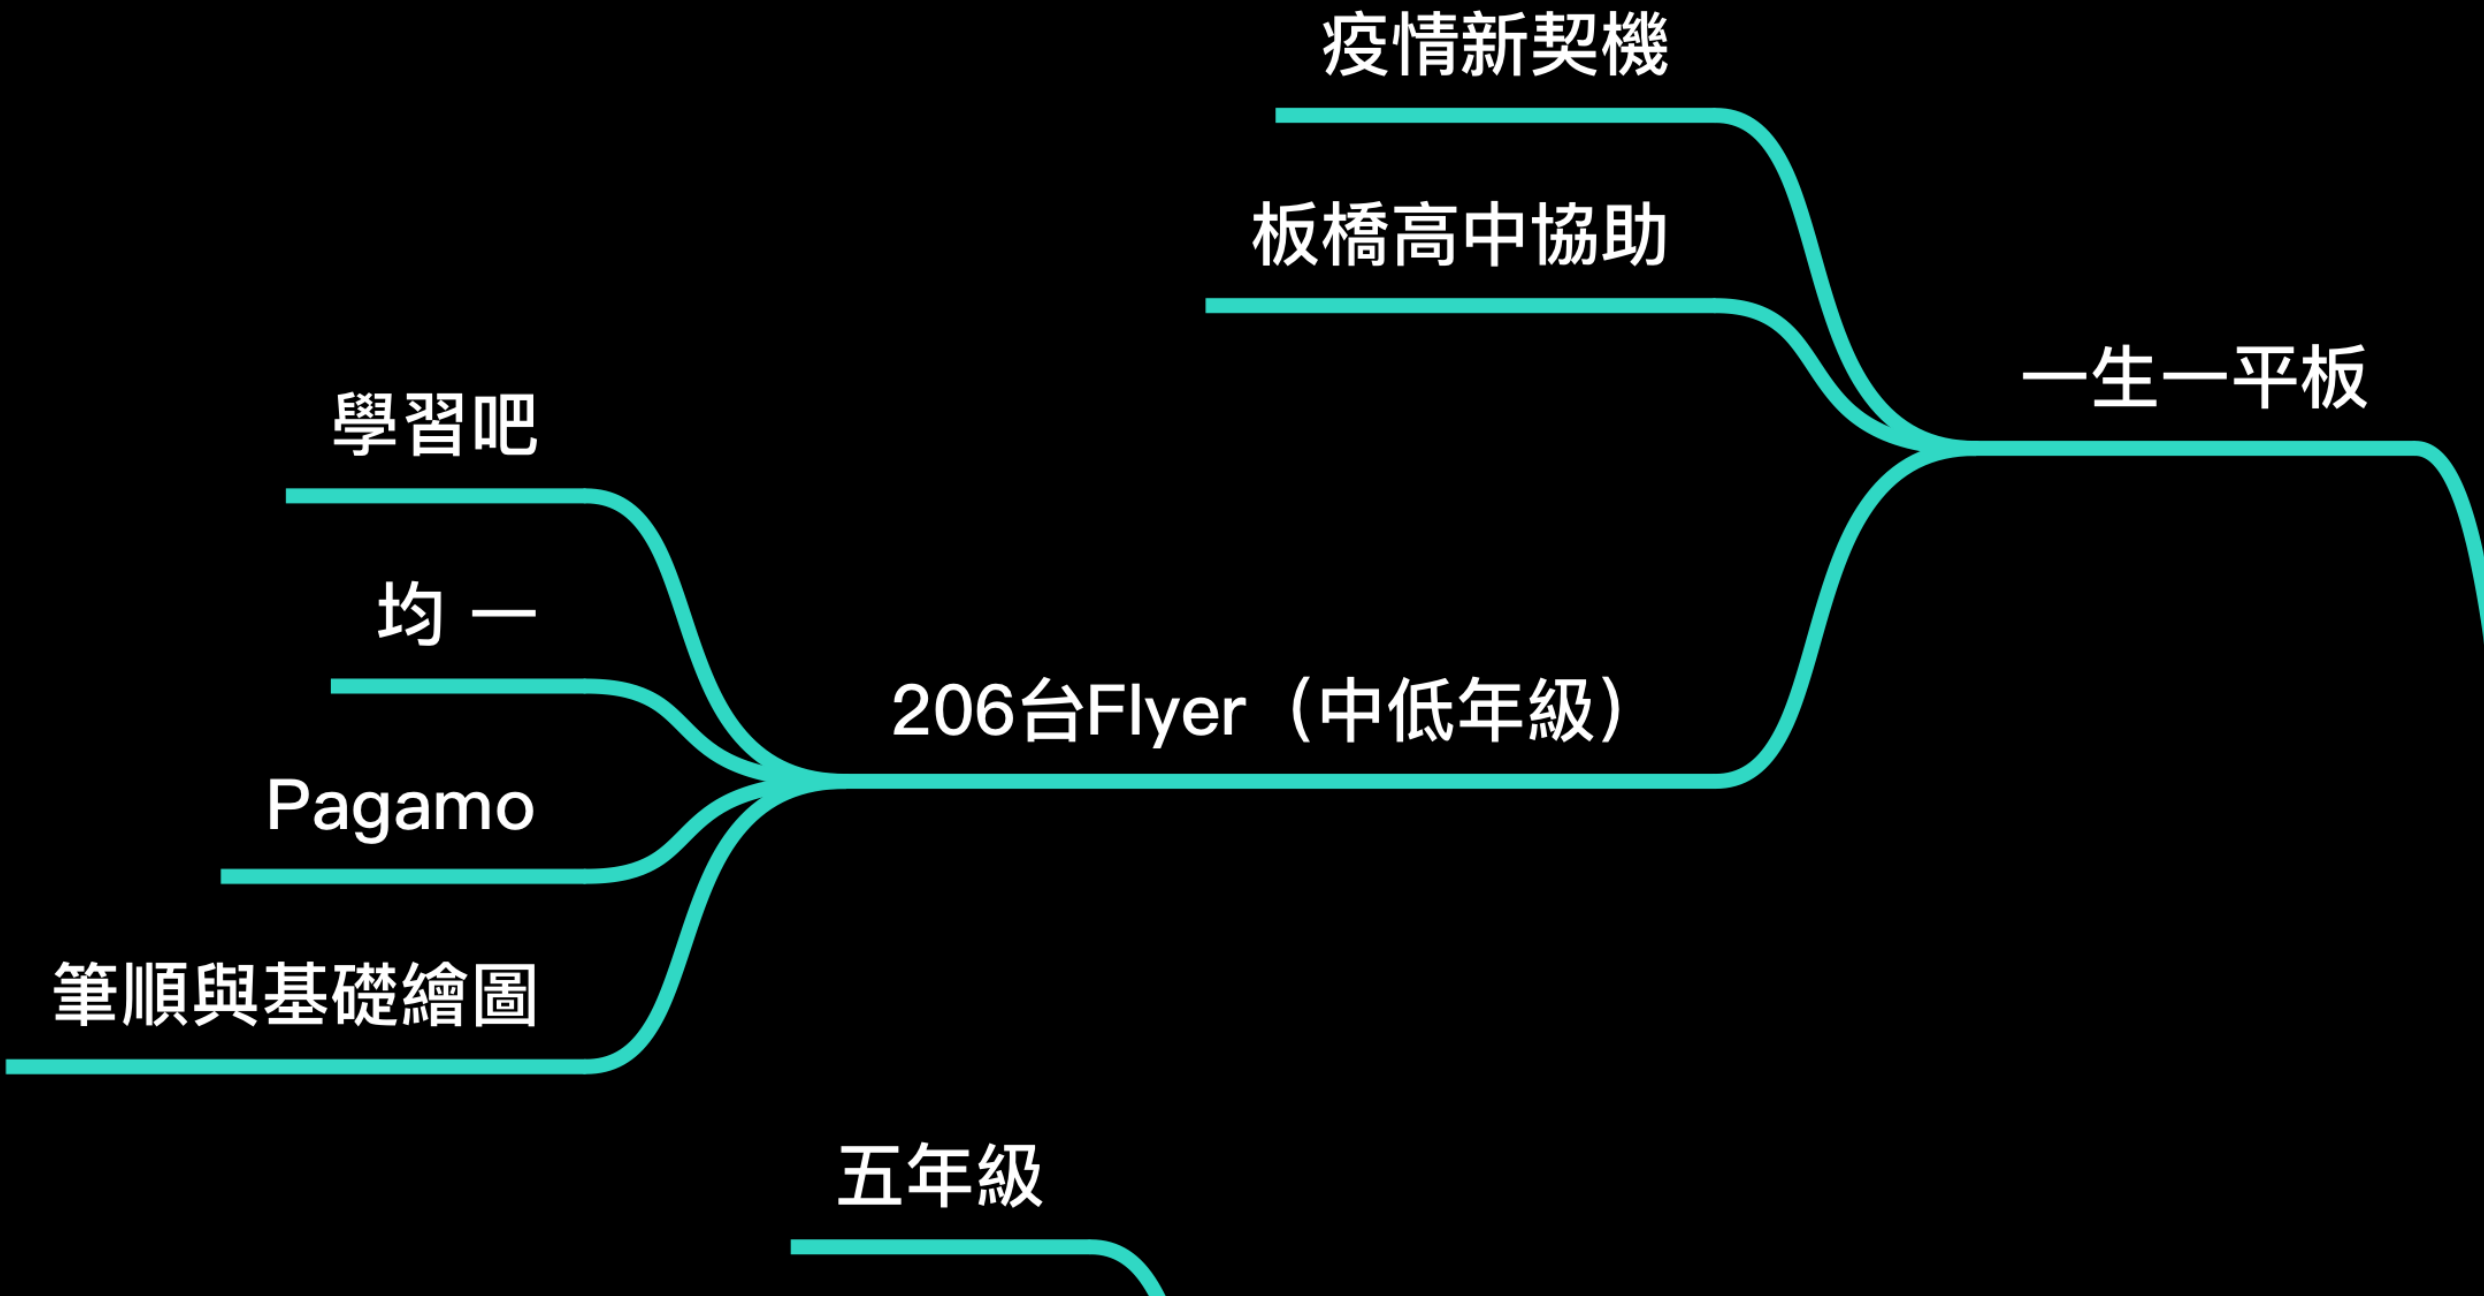 疫情新契機
板橋高中協助
一生一平板
學習吧
均 一
206台Flyer（中低年級）
Pagamo
筆順與基礎繪圖
五年級